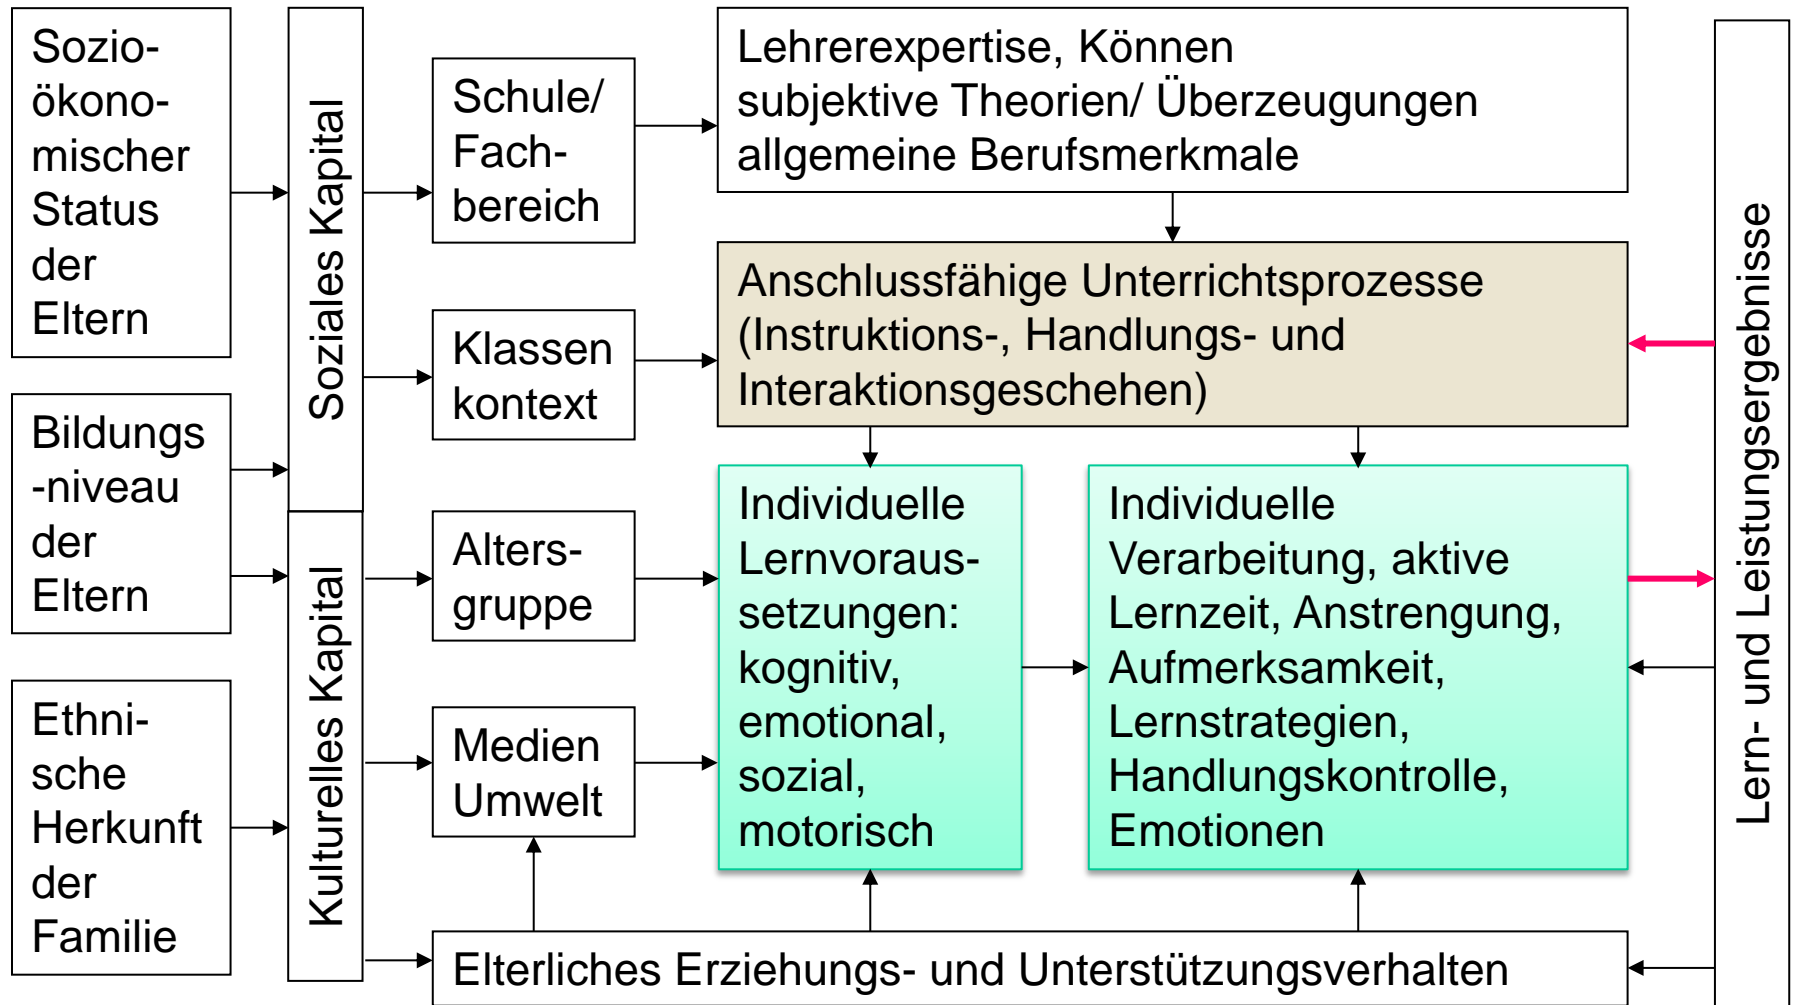 Sozio-
ökono-
mischer
Status
der
Eltern
Bildungs
-niveau
der
Eltern
Ethni-
sche
Herkunft
der
Familie
Soziales Kapital
Kulturelles Kapital
Schule/
Fach-
bereich
Klassen
kontext
Alters-
gruppe
Medien
Umwelt
Lehrerexpertise, Können
subjektive Theorien/ Überzeugungen
allgemeine Berufsmerkmale
Anschlussfähige Unterrichtsprozesse
(Instruktions-, Handlungs- und
Interaktionsgeschehen)
Individuelle
Lernvoraus-
setzungen:
kognitiv,
emotional,
sozial,
motorisch
Individuelle
Verarbeitung, aktive
Lernzeit, Anstrengung,
Aufmerksamkeit,
Lernstrategien,
Handlungskontrolle,
Emotionen
Elterliches Erziehungs- und Unterstützungsverhalten
Lern- und Leistungsergebnisse